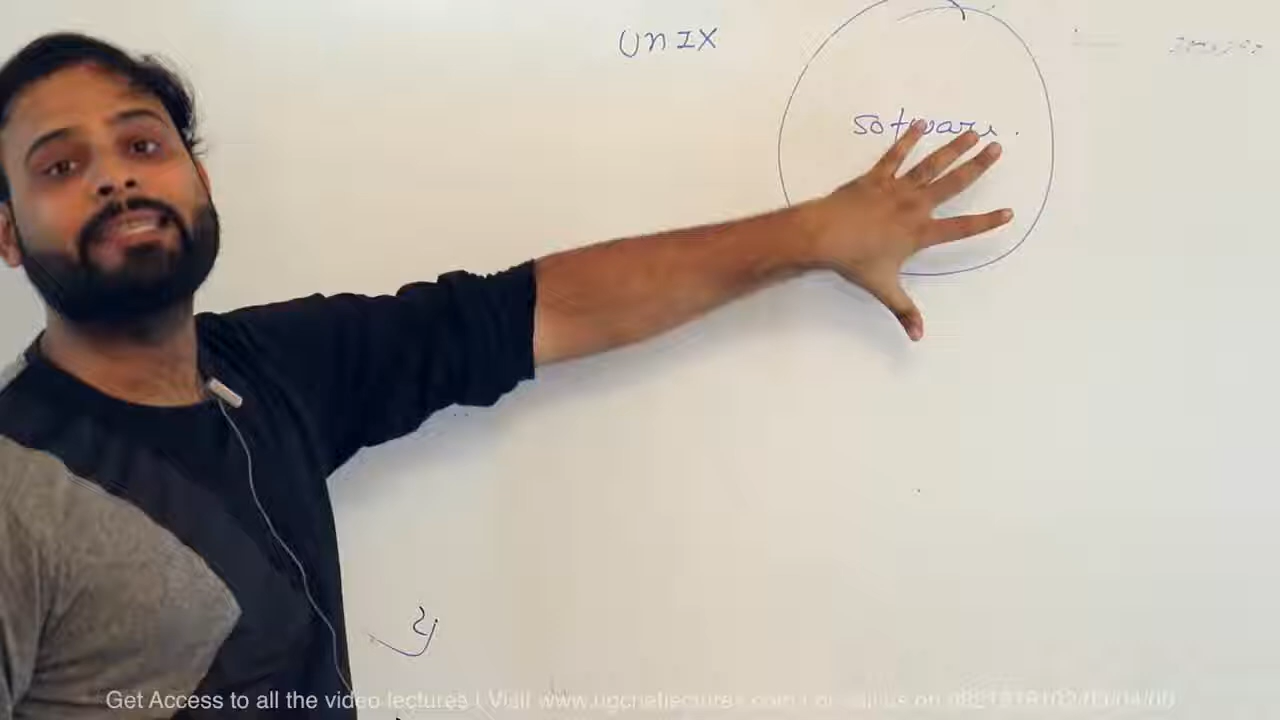 UNIX
software.
Get Access to all the video lectures | Visit www.ugcnetlectures.com | or call us on